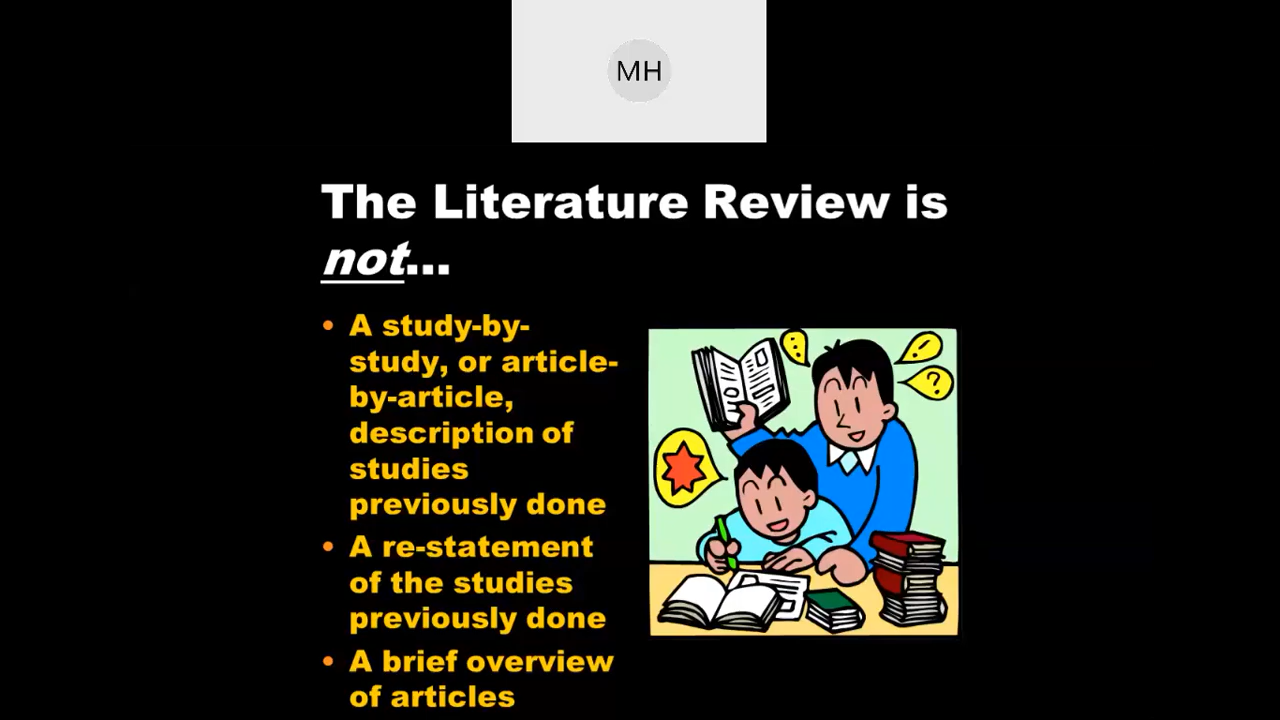 MH
The Literature Review is
not...
• A study-by-
study, or article-
by-article,
description of
studies
previously done
• A re-statement
of the studies
previously done
• A brief overview
of articles
!
?